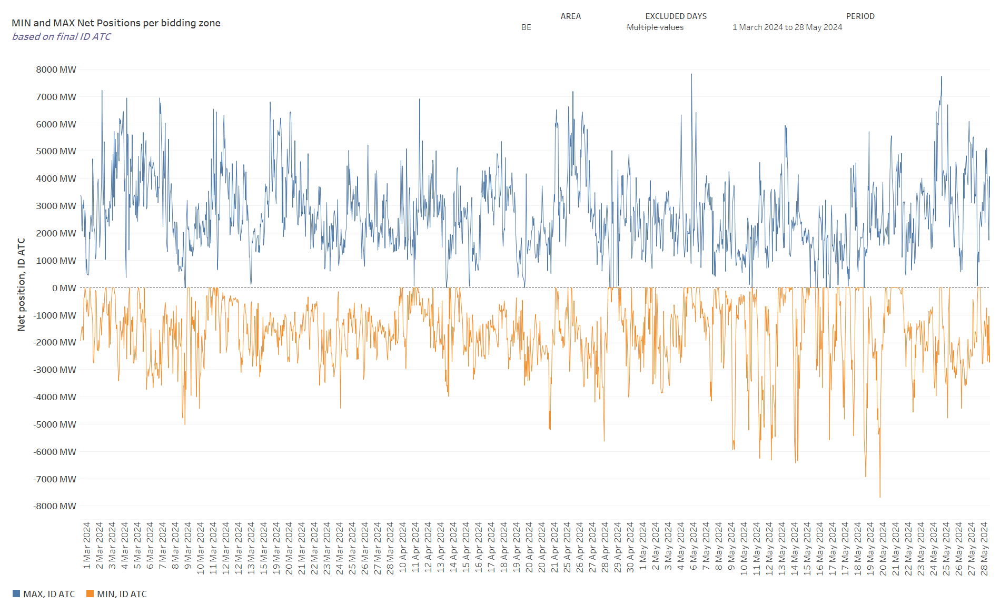 AREA EXCLUDED DAYS PERIOD
MIN and MAX Net Positions per bidding zone
BE Multiple values 1 March 2024 to 28 May 2024
based on final ID ATC
8000 MW
7000 MW
6000 MW
5000 MW
4000 MW
3000 MW
2000 MW
1000 MW
0 MW
-1000 MW
-2000 MW
-3000 MW
-4000 MW
-5000 MW
-6000 MW
-7000 MW
-8000 MW
Net position, ID ATC
1 Mar 2024
2 Mar 2024
3 Mar 2024
4 Mar 2024
5 Mar 2024
6 Mar 2024
7 Mar 2024
8 Mar 2024
9 Mar 2024
10 Mar 2024
11 Mar 2024
12 Mar 2024
12 Mar 2024
13 Mar 2024
15 Mar 2024
19 Mar 2024
20 Mar 2024
21 Mar 2024
22 Mar 2024
23 Mar 2024
24 Mar 2024
25 Mar 2024
26 Mar 2024
27 Mar 2024
28 Mar 2024
10 Apr 2024
11 Apr 2024
12 Apr 2024
13 Apr 2024
14 Apr 2024
15 Apr 2024
16 Apr 2024
17 Apr 2024
18 Apr 2024
19 Apr 2024
20 Apr 2024
20 Apr 2024
21 Apr 2024
25 Apr 2024
26 Apr 2024
27 Apr 2024
28 Apr 2024
29 Apr 2024
30 Apr 2024
1 May 2024
2 May 2024
3 May 2024
4 May 2024
6 May 2024
7 May 2024
8 May 2024
9 May 2024
10 May 2024
11 May 2024
12 May 2024
13 May 2024
14 May 2024
15 May 2024
16 May 2024
17 May 2024
17 May 2024
18 May 2024
19 May 2024
20 May 2024
21 May 2024
22 May 2024
23 May 2024
24 May 2024
25 May 2024
26 May 2024
27 May 2024
28 May 2024
MAX, ID ATC
MIN, ID ATC